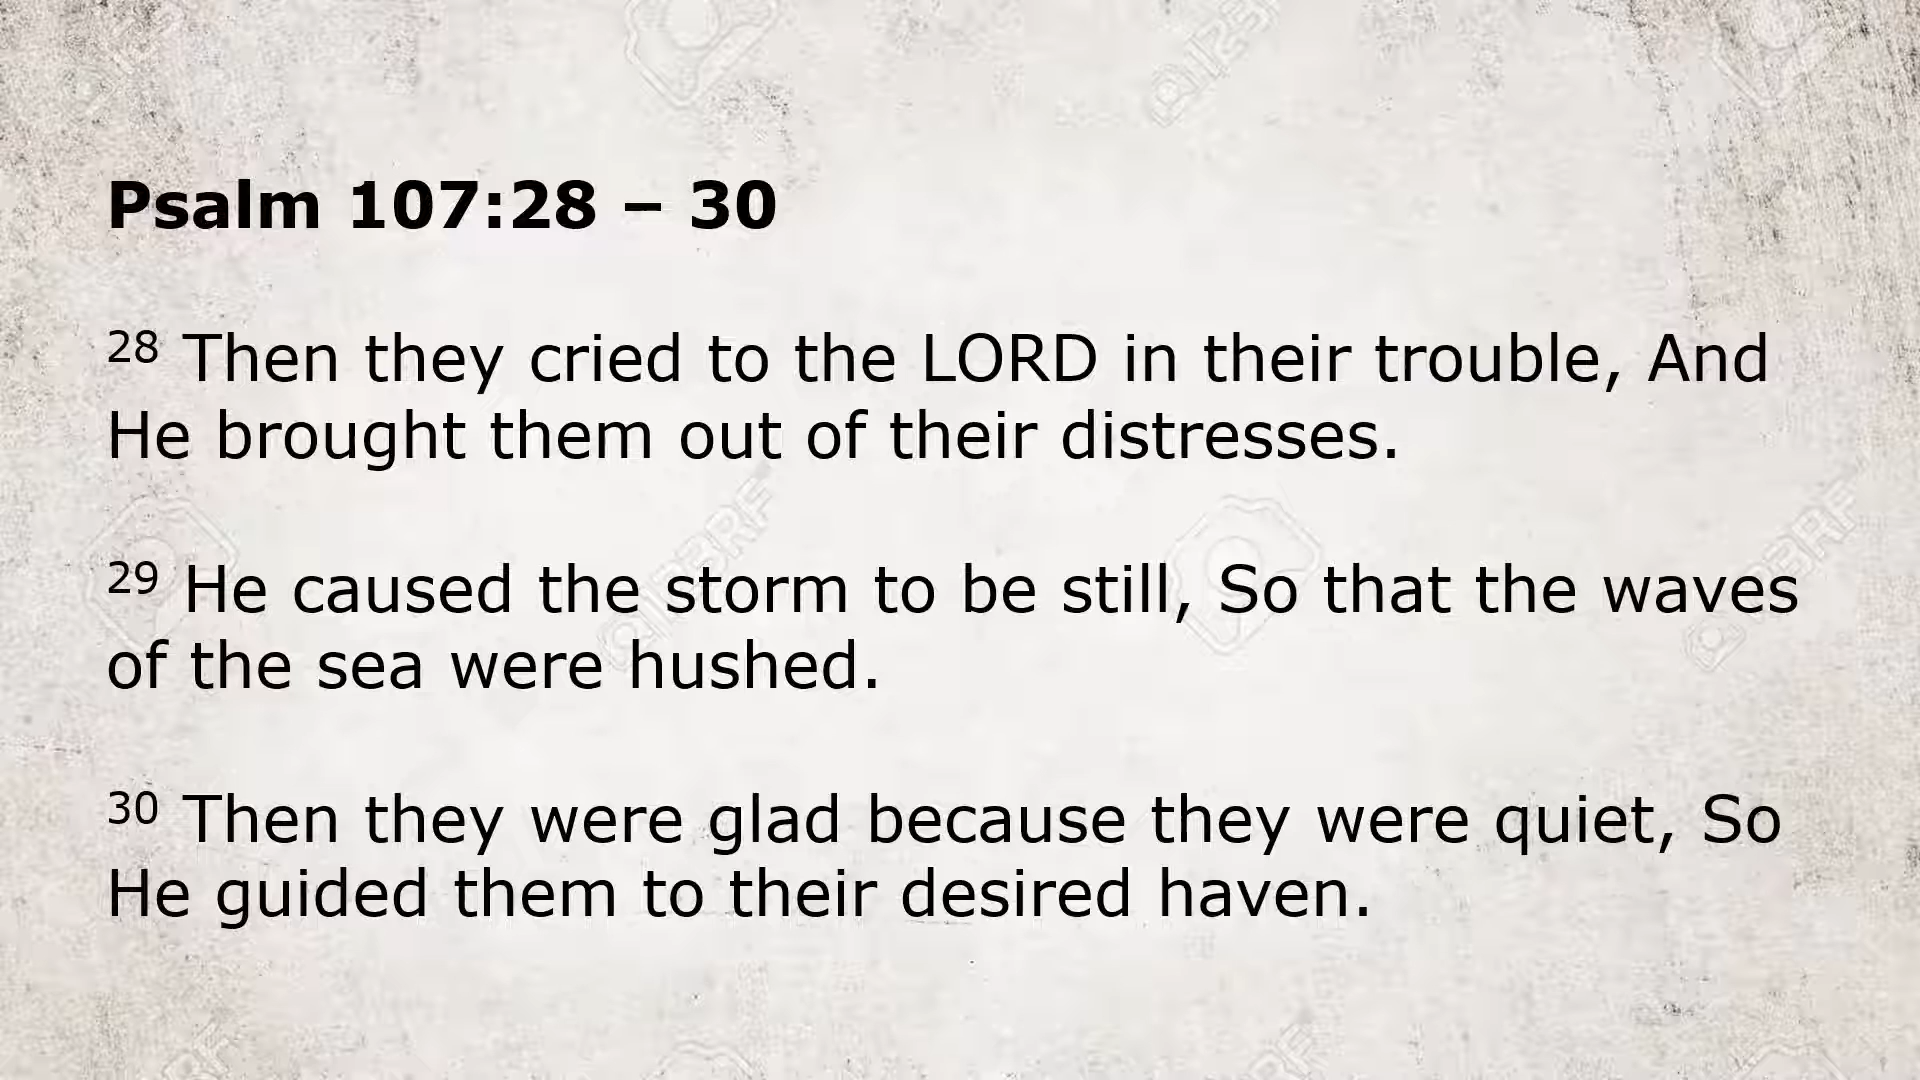 Psalm 107:28 – 30
28 Then they cried to the LORD in their trouble, And
He brought them out of their distresses.
29 He caused the storm to be still, So that the waves
of the sea were hushed.
30 Then they were glad because they were quiet, So
He guided them to their desired haven.